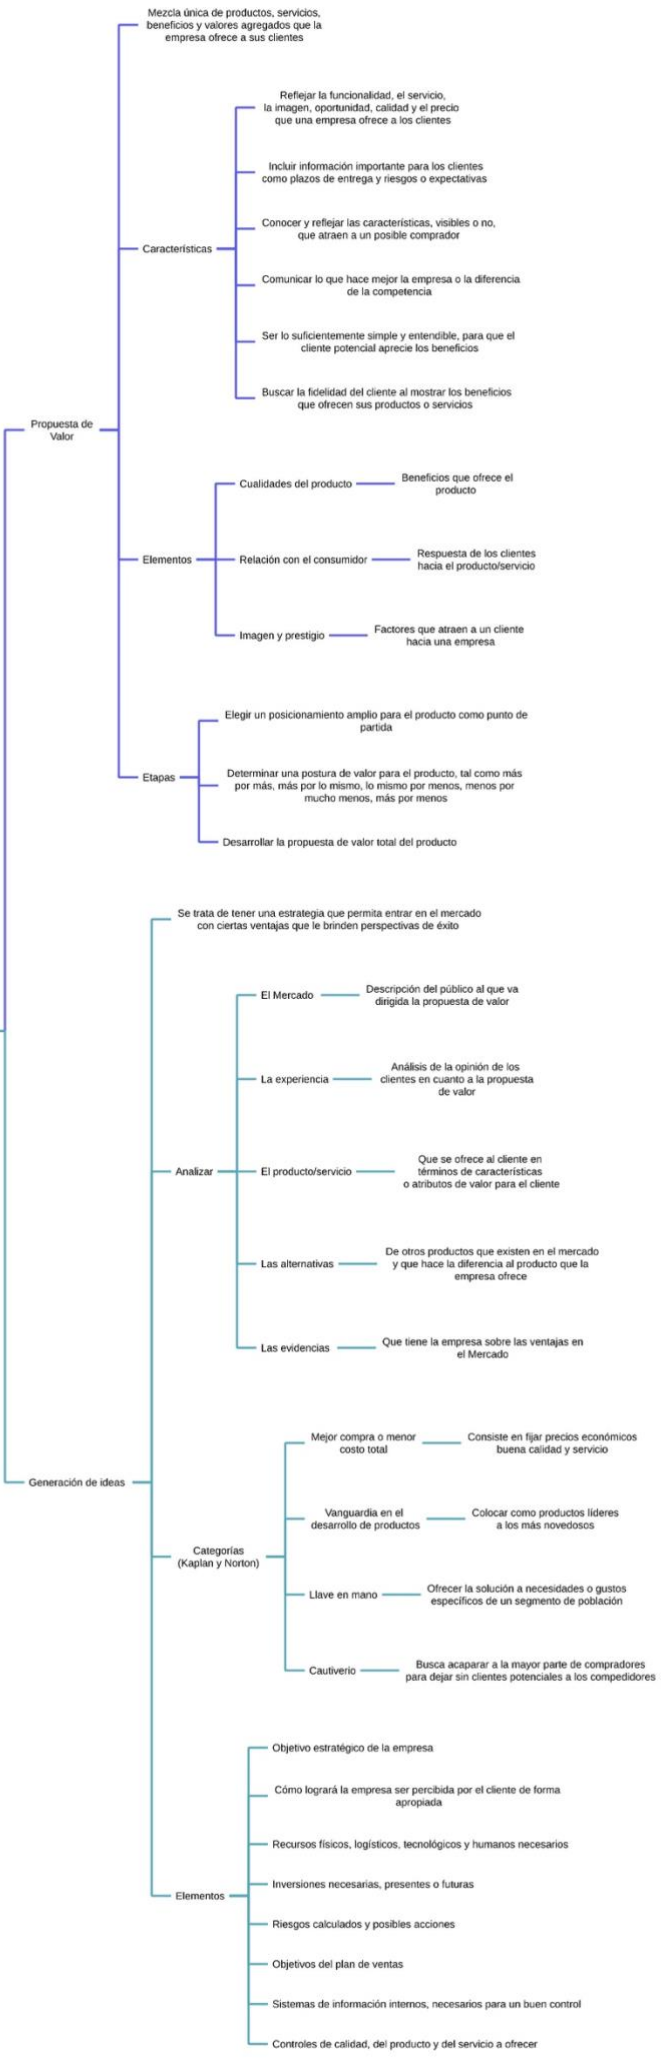 Mezcla única de productos, servicios,
beneficios y valores agregados que la
empresa ofrece a sus clientes
Reflejar la funcionalidad, el servicio,
la imagen, oportunidad, calidad y el precio
que una empresa ofrece a los clientes
Incluir información importante para los clientes
como plazos de entrega y riesgos o expectativas
Conocer y reflejar las características, visibles o no,
que atraen a un posible comprador
Características
Comunicar lo que hace mejor la empresa o la diferencia
de la competencia
Ser lo suficientemente simple y entendible, para que el
cliente potencial aprecie los beneficios
Buscar la fidelidad del cliente al mostrar los beneficios
que ofrecen sus productos o servicios
Propuesta de
Valor
Cualidades del producto
Beneficios que ofrece el
producto
Elementos
Relación con el consumidor
Respuesta de los clientes
hacia el producto/servicio
Imagen y prestigio
Factores que atraen a un cliente
hacia una empresa
Elegir un posicionamiento amplio para el producto como punto de
partida
Etapas
Determinar una postura de valor para el producto, tal como más
por más, más por lo mismo, lo mismo por menos, menos por
mucho menos, más por menos
Desarrollar la propuesta de valor total del producto
Se trata de tener una estrategia que permita entrar en el mercado
con ciertas ventajas que le brinden perspectivas de éxito
El Mercado
Descripción del público al que va
dirigida la propuesta de valor
La experiencia
Análisis de la opinión de los
clientes en cuanto a la propuesta
de valor
Analizar
El producto/servicio
Que se ofrece al cliente en
términos de características
o atributos de valor para el cliente
Las alternativas
De otros productos que existen en el mercado
y que hace la diferencia al producto que la
empresa ofrece
Las evidencias
Que tiene la empresa sobre las ventajas en
el Mercado
Generación de ideas
Mejor compra o menor
costo total
Consiste en fijar precios económicos
buena calidad y servicio
Vanguardia en el
desarrollo de productos
Colocar como productos líderes
a los más novedosos
Categorías
(Kaplan y Norton)
Llave en mano
Ofrecer la solución a necesidades o gustos
específicos de un segmento de población
Cautiverio
Busca acaparar a la mayor parte de compradores
para dejar sin clientes potenciales a los compedidores
Objetivo estratégico de la empresa
Cómo logrará la empresa ser percibida por el cliente de forma
apropiada
Recursos físicos, logísticos, tecnológicos y humanos necesarios
Inversiones necesarias, presentes o futuras
Elementos
Riesgos calculados y posibles acciones
Objetivos del plan de ventas
Sistemas de información internos, necesarios para un buen control
Controles de calidad, del producto y del servicio a ofrecer